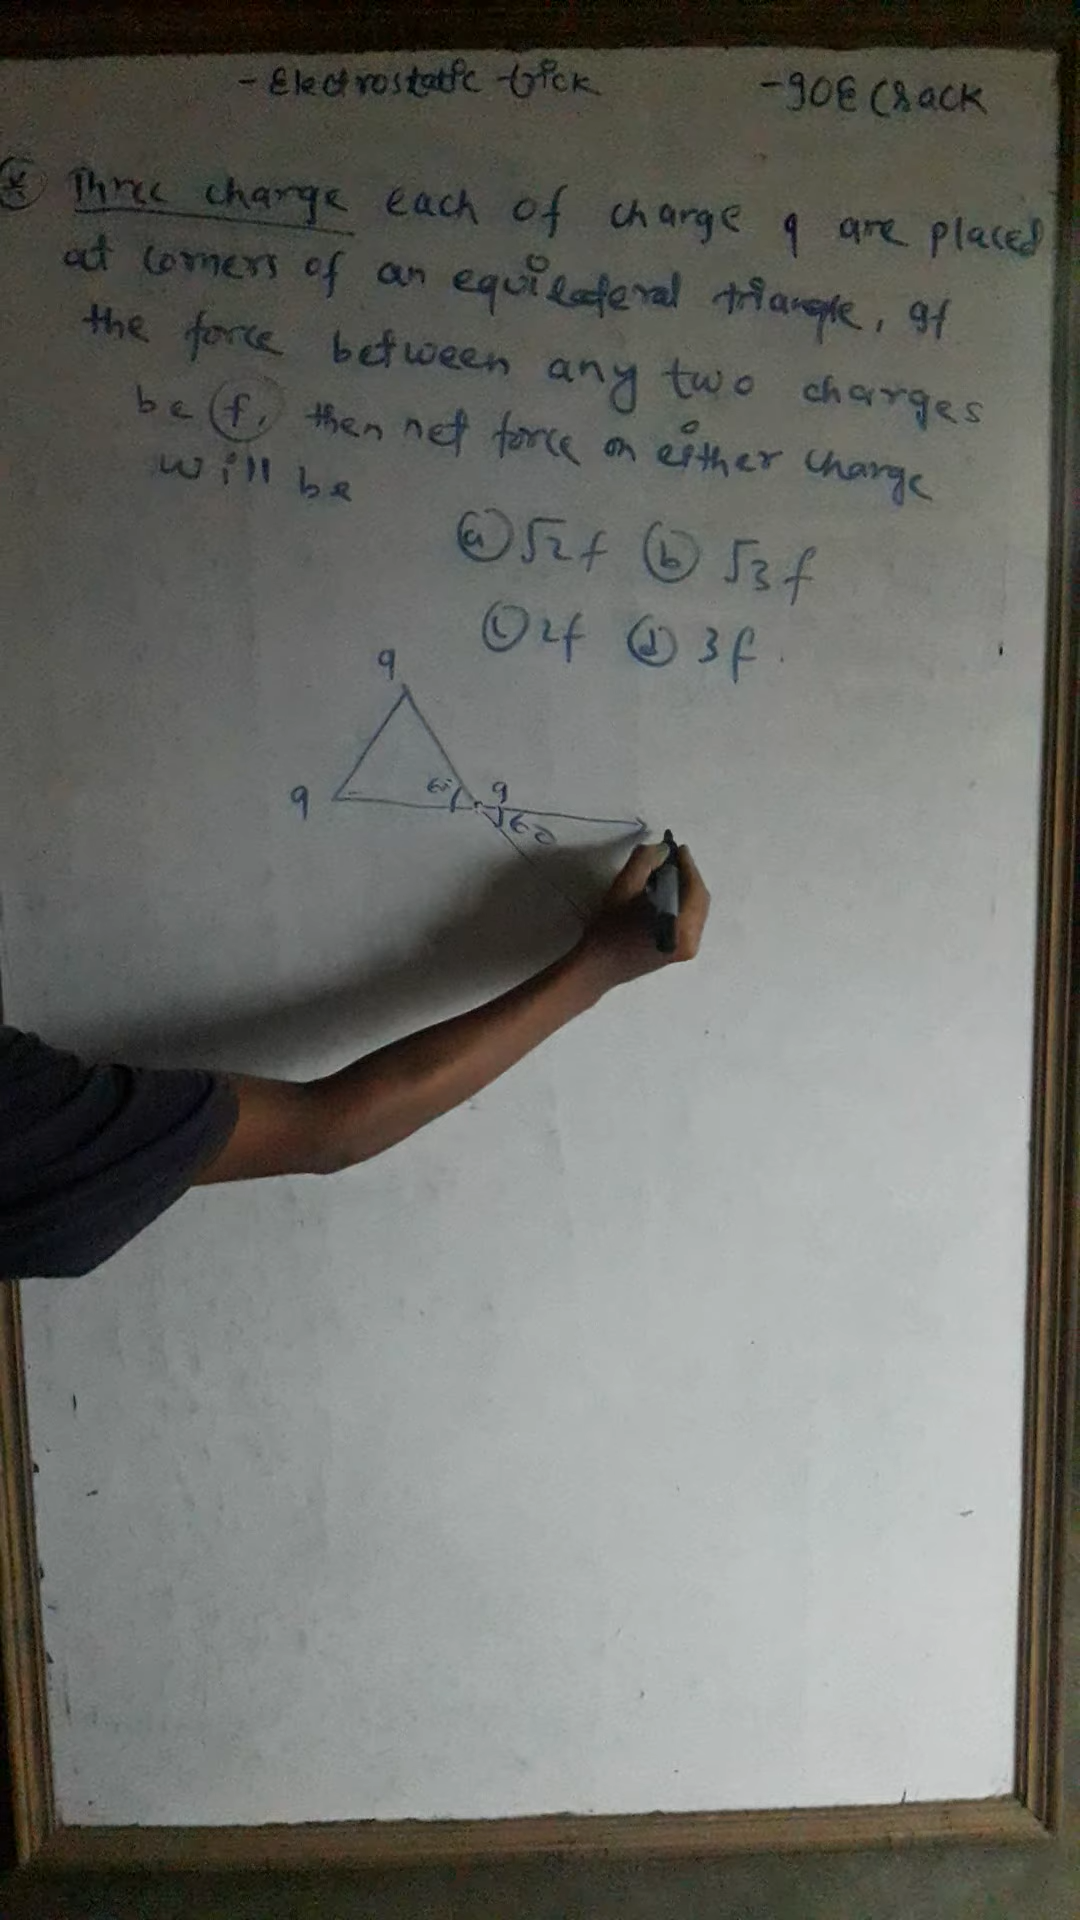 - Electrostatic trick
- JOE CRACK
Three charge each of charge q are placed
at corners of an equilateral triangle, If
the force between any two charges
be f, then net force on either charge
will be
(a) √2f (b) √3f
(c) 2f (d) 3f
q
q 60 q
60